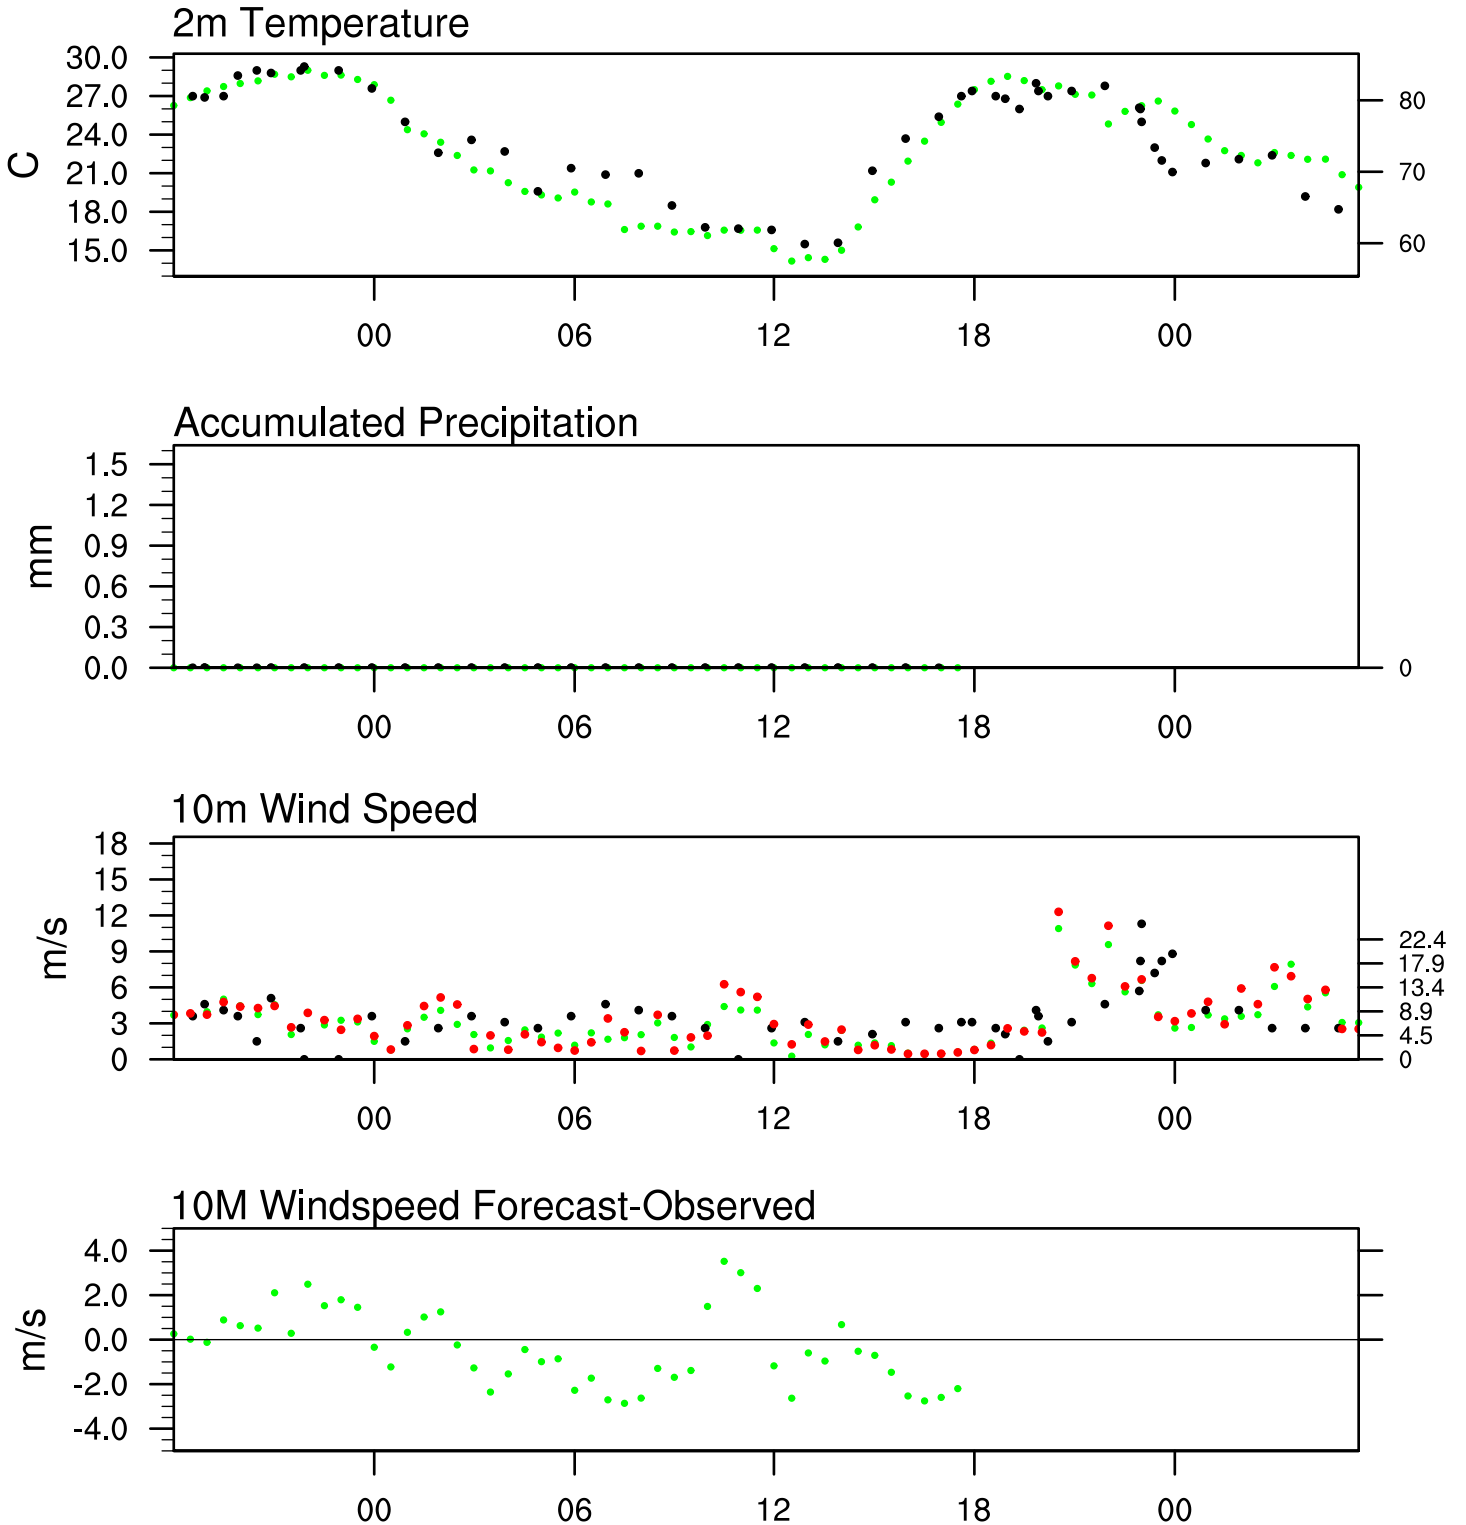 2m Temperature
30.0
27.0
24.0
21.0
18.0
15.0
C
80
70
60
00 06 12 18 00
Accumulated Precipitation
1.5
1.2
0.9
0.6
0.3
0.0
mm
0
00 06 12 18 00
10m Wind Speed
18
15
12
9
6
3
0
m/s
22.4
17.9
13.4
8.9
4.5
0
00 06 12 18 00
10M Windspeed Forecast-Observed
4.0
2.0
0.0
-2.0
-4.0
m/s
00 06 12 18 00